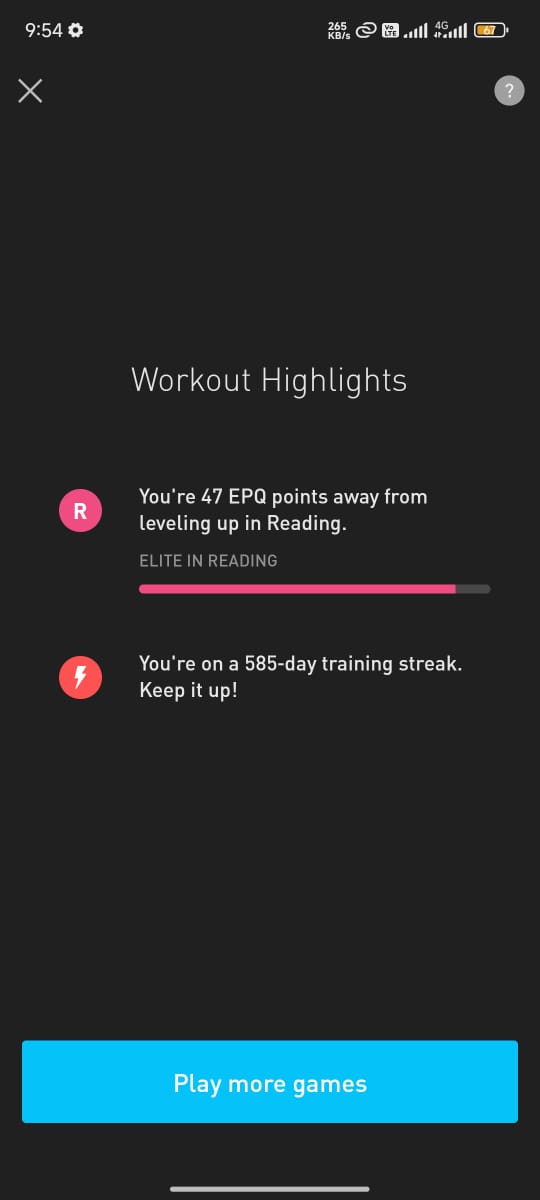 9:54
265 KB/s
Vo LTE
4G
67
?
Workout Highlights
R
You're 47 EPQ points away from
leveling up in Reading.
ELITE IN READING
You're on a 585-day training streak.
Keep it up!
Play more games